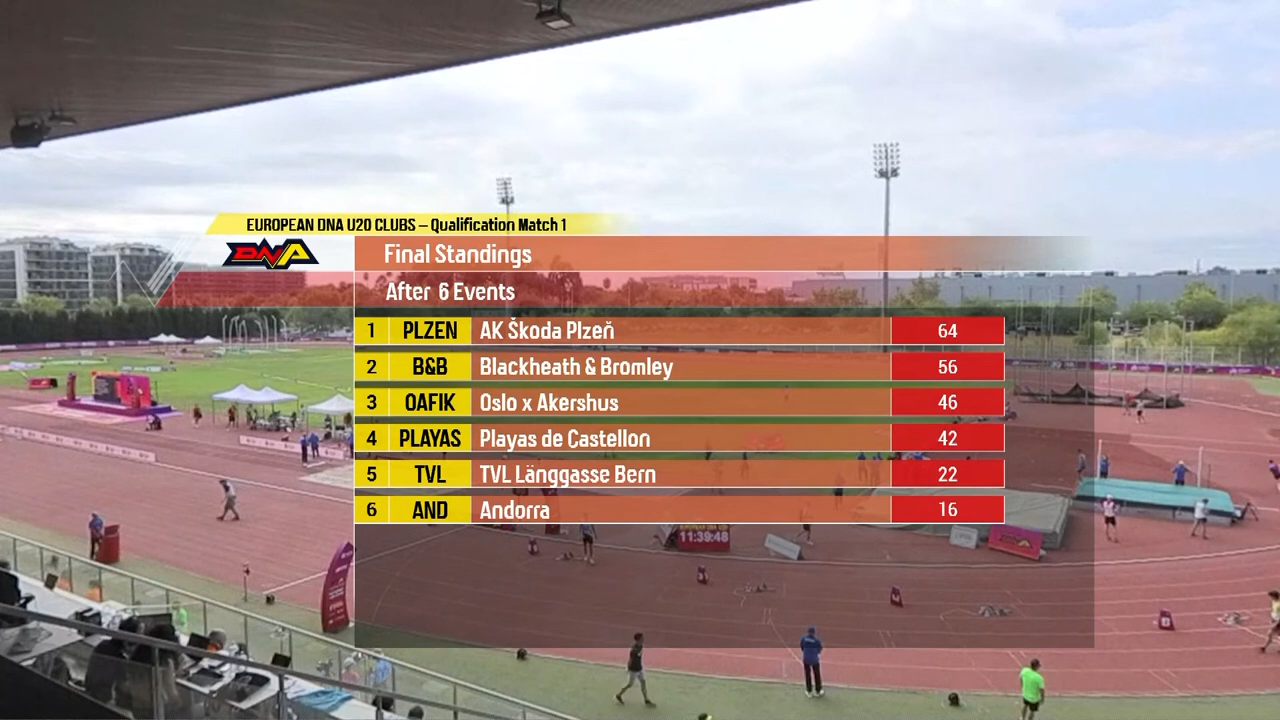 EUROPEAN DNA U20 CLUBS – Qualification Match 1
DNA
Final Standings
After 6 Events
1 PLZEN AK Škoda Plzeň 64
2 B&B Blackheath & Bromley 56
3 OAFIK Oslo x Akershus 46
4 PLAYAS Playas de Castellon 42
5 TVL TVL Länggasse Bern 22
6 AND Andorra 16
11:39:48